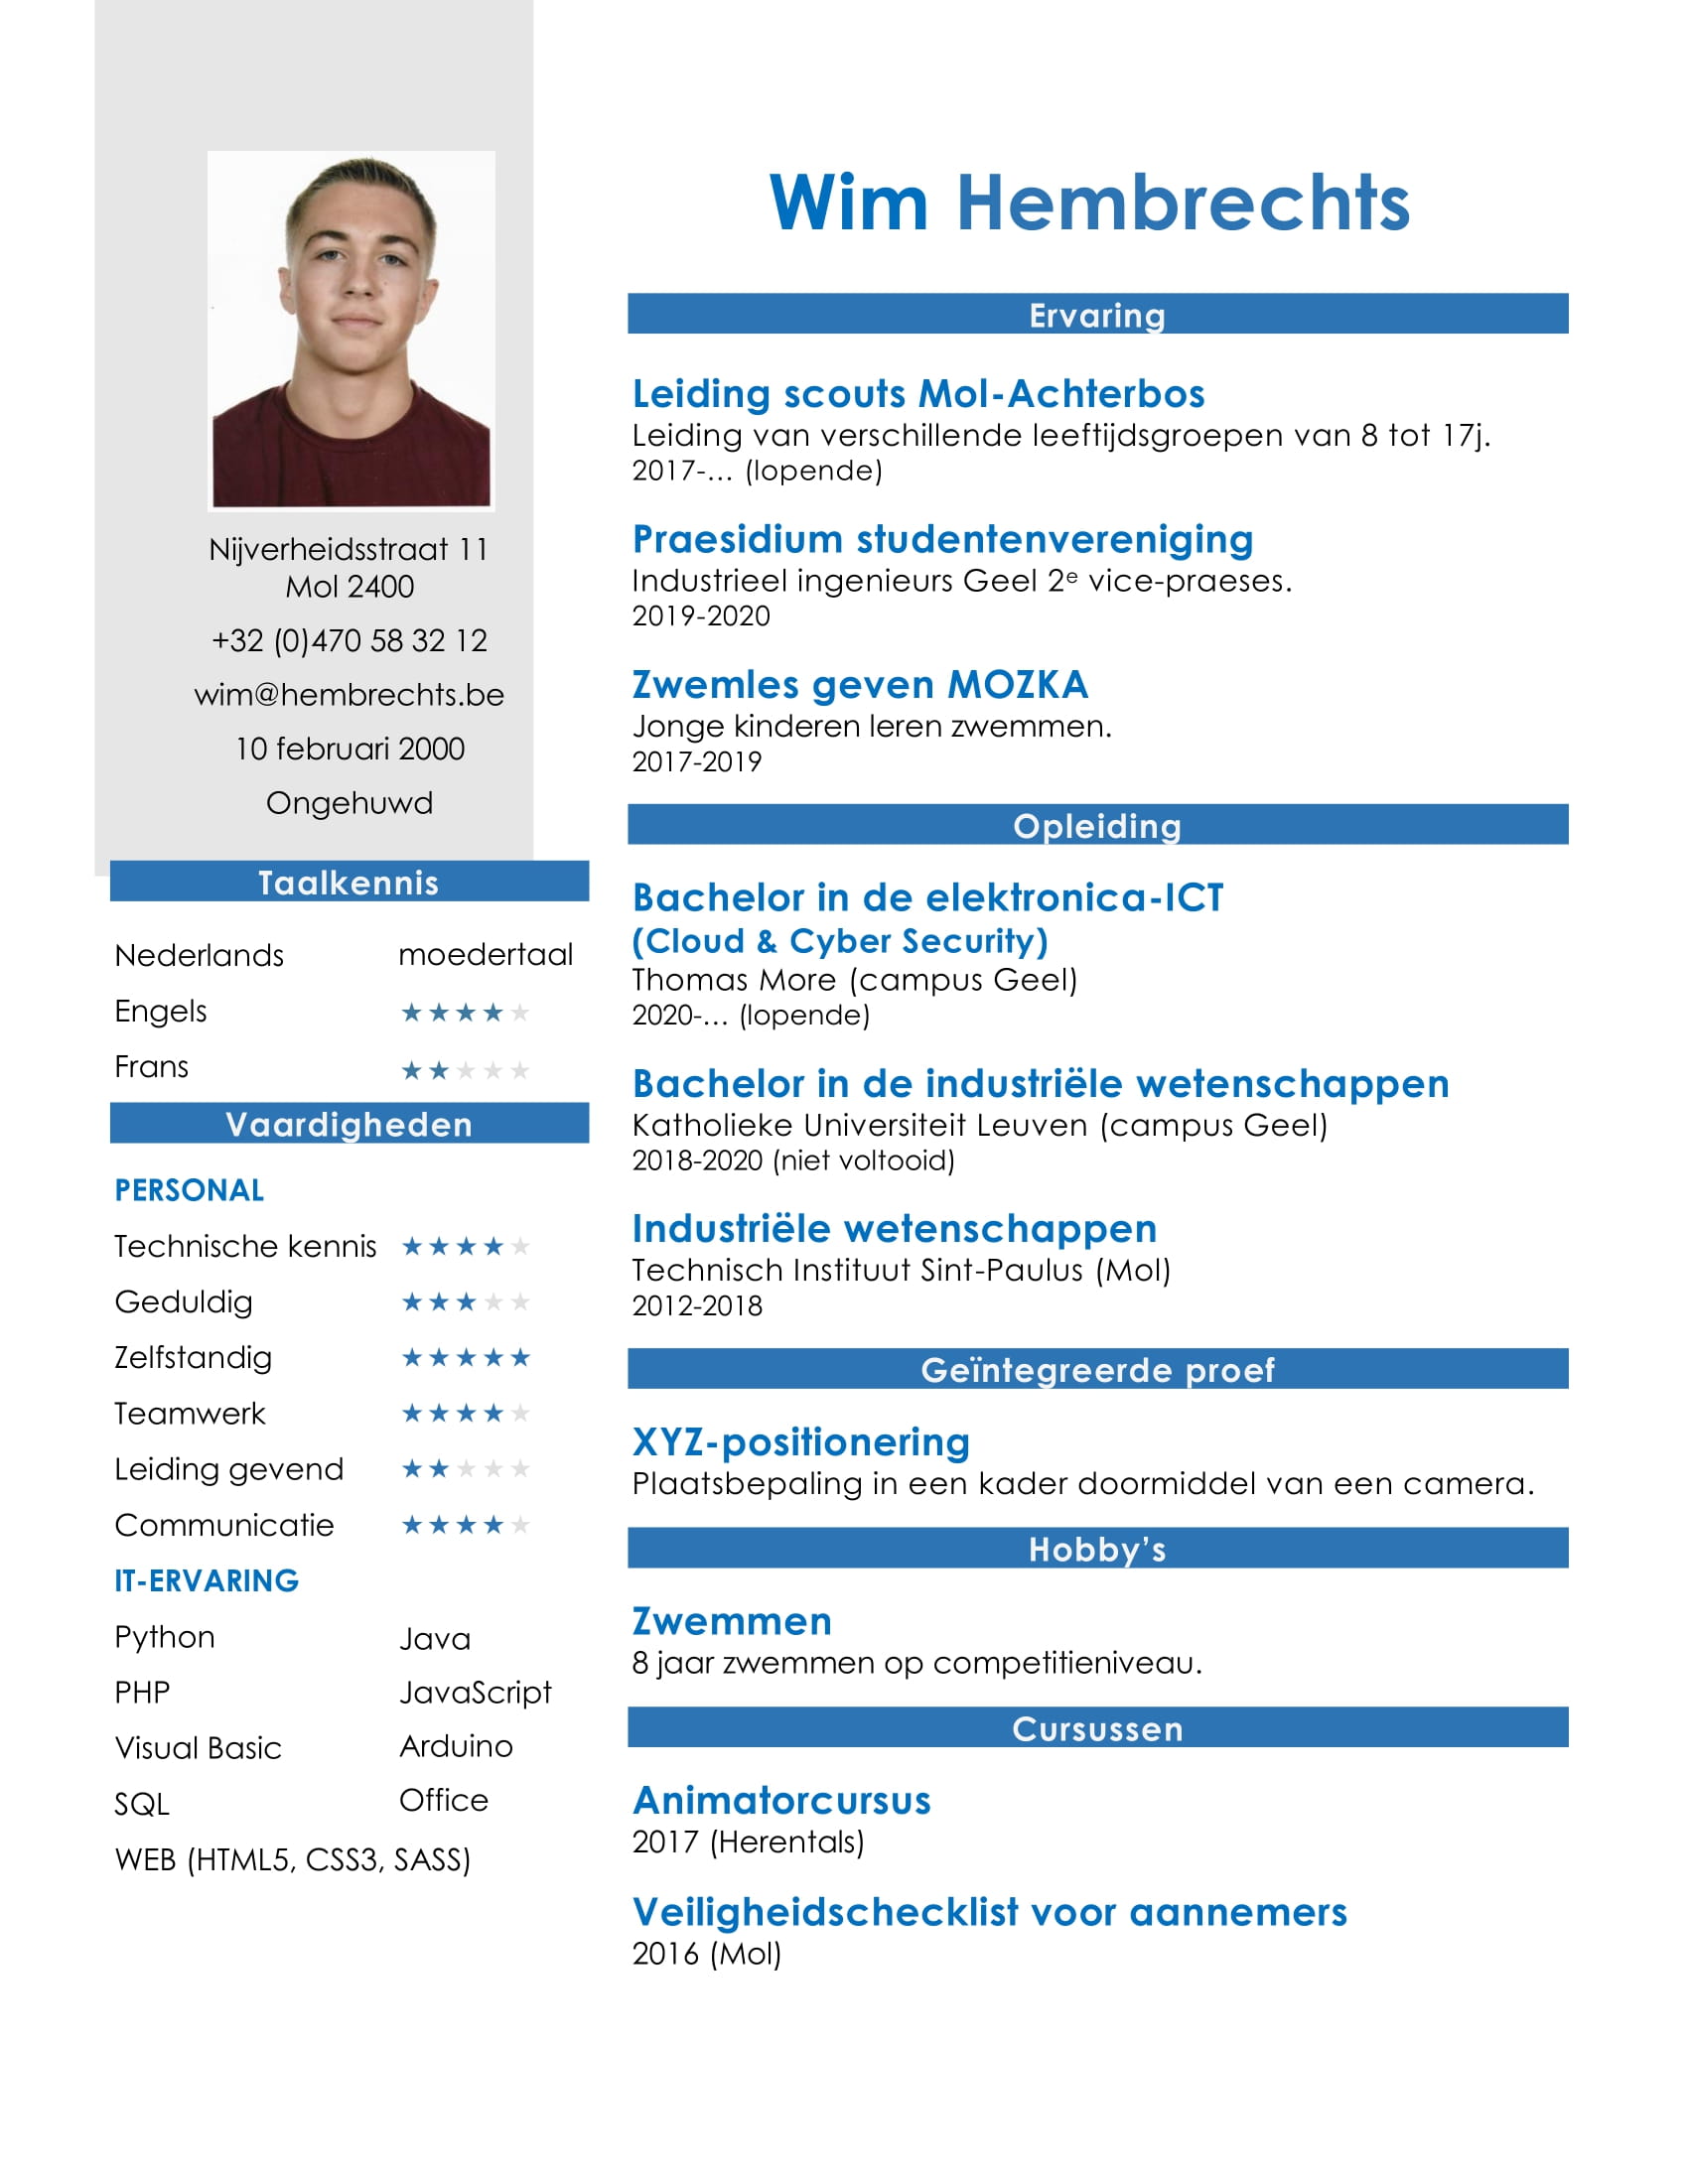 Wim Hembrechts
Nijverheidsstraat 11
Mol 2400
+32 (0)470 58 32 12
wim@hembrechts.be
10 februari 2000
Ongehuwd
Taalkennis
Nederlands moedertaal
Engels ★★★★★
Frans ★★★★★
Vaardigheden
PERSONAL
Technische kennis ★★★★★
Geduldig ★★★★★
Zelfstandig ★★★★★
Teamwerk ★★★★★
Leiding gevend ★★★★★
Communicatie ★★★★★
IT-ERVARING
Python Java
PHP JavaScript
Visual Basic Arduino
SQL Office
WEB (HTML5, CSS3, SASS)
Ervaring
Leiding scouts Mol-Achterbos
Leiding van verschillende leeftijdsgroepen van 8 tot 17j.
2017-... (lopende)
Praesidium studentenvereniging
Industrieel ingenieurs Geel 2ᵉ vice-praeses.
2019-2020
Zwemles geven MOZKA
Jonge kinderen leren zwemmen.
2017-2019
Opleiding
Bachelor in de elektronica-ICT
(Cloud & Cyber Security)
Thomas More (campus Geel)
2020-... (lopende)
Bachelor in de industriële wetenschappen
Katholieke Universiteit Leuven (campus Geel)
2018-2020 (niet voltooid)
Industriële wetenschappen
Technisch Instituut Sint-Paulus (Mol)
2012-2018
Geïntegreerde proef
XYZ-positionering
Plaatsbepaling in een kader doormiddel van een camera.
Hobby’s
Zwemmen
8 jaar zwemmen op competitieniveau.
Cursussen
Animatorcursus
2017 (Herentals)
Veiligheidschecklist voor aannemers
2016 (Mol)